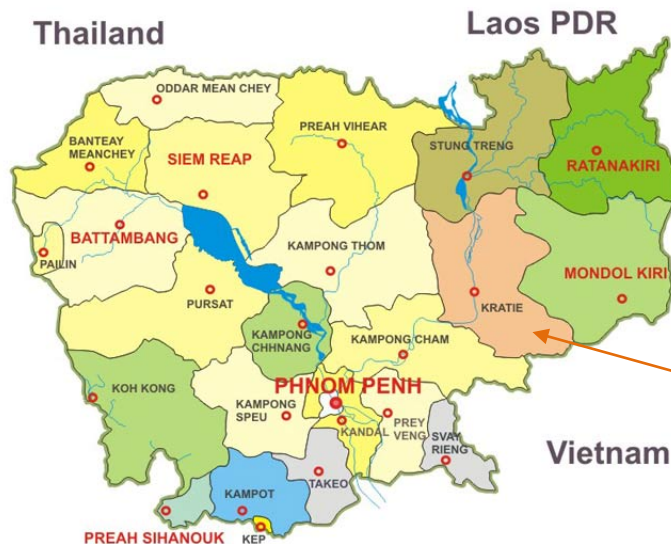 Thailand
Laos PDR
ODDAR MEAN CHEY
BANTEAY
MEANCHEY
SIEM REAP
PREAH VIHEAR
STUNG TRENG
RATANAKIRI
BATTAMBANG
PAILIN
KAMPONG THOM
MONDOL KIRI
PURSAT
KRATIE
KAMPONG
CHHNANG
KAMPONG CHAM
KOH KONG
PHNOM PENH
KAMPONG
SPEU
KANDAL
PREY
VENG
SVAY
RIENG
Vietnam
TAKEO
KAMPOT
PREAH SIHANOUK
KEP